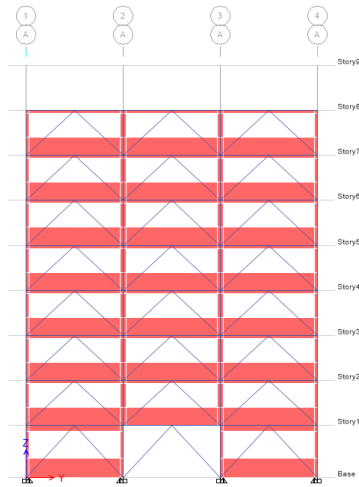 1 2 3 4
A A A A
Story9
Story8
Story7
Story6
Story5
Story4
Story3
Story2
Story1
Z
Y
Base